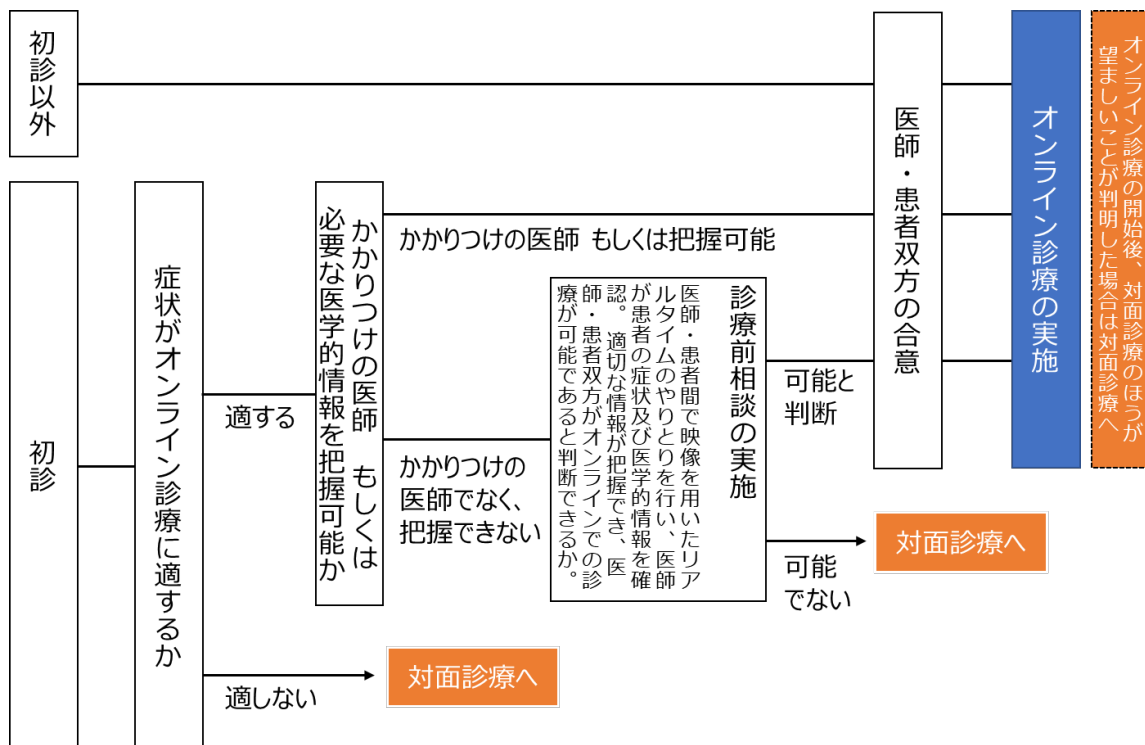 初診以外
初診
症状がオンライン診療に適するか
適する
適しない
対面診療へ
かかりつけの医師 もしくは
必要な医学的情報を把握可能か
かかりつけの医師 もしくは把握可能
かかりつけの
医師でなく、
把握できない
診療前相談の実施
医師・患者間で映像を用いたリア
ルタイムのやりとりを行い、医師
が患者の症状及び医学的情報を確
認。適切な情報が把握でき、医
師・患者双方がオンラインでの診
療が可能であると判断できるか。
可能と
判断
可能
でない
対面診療へ
医師・患者双方の合意
オンライン診療の実施
オンライン診療の開始後、対面診療のほうが
望ましいことが判明した場合は対面診療へ